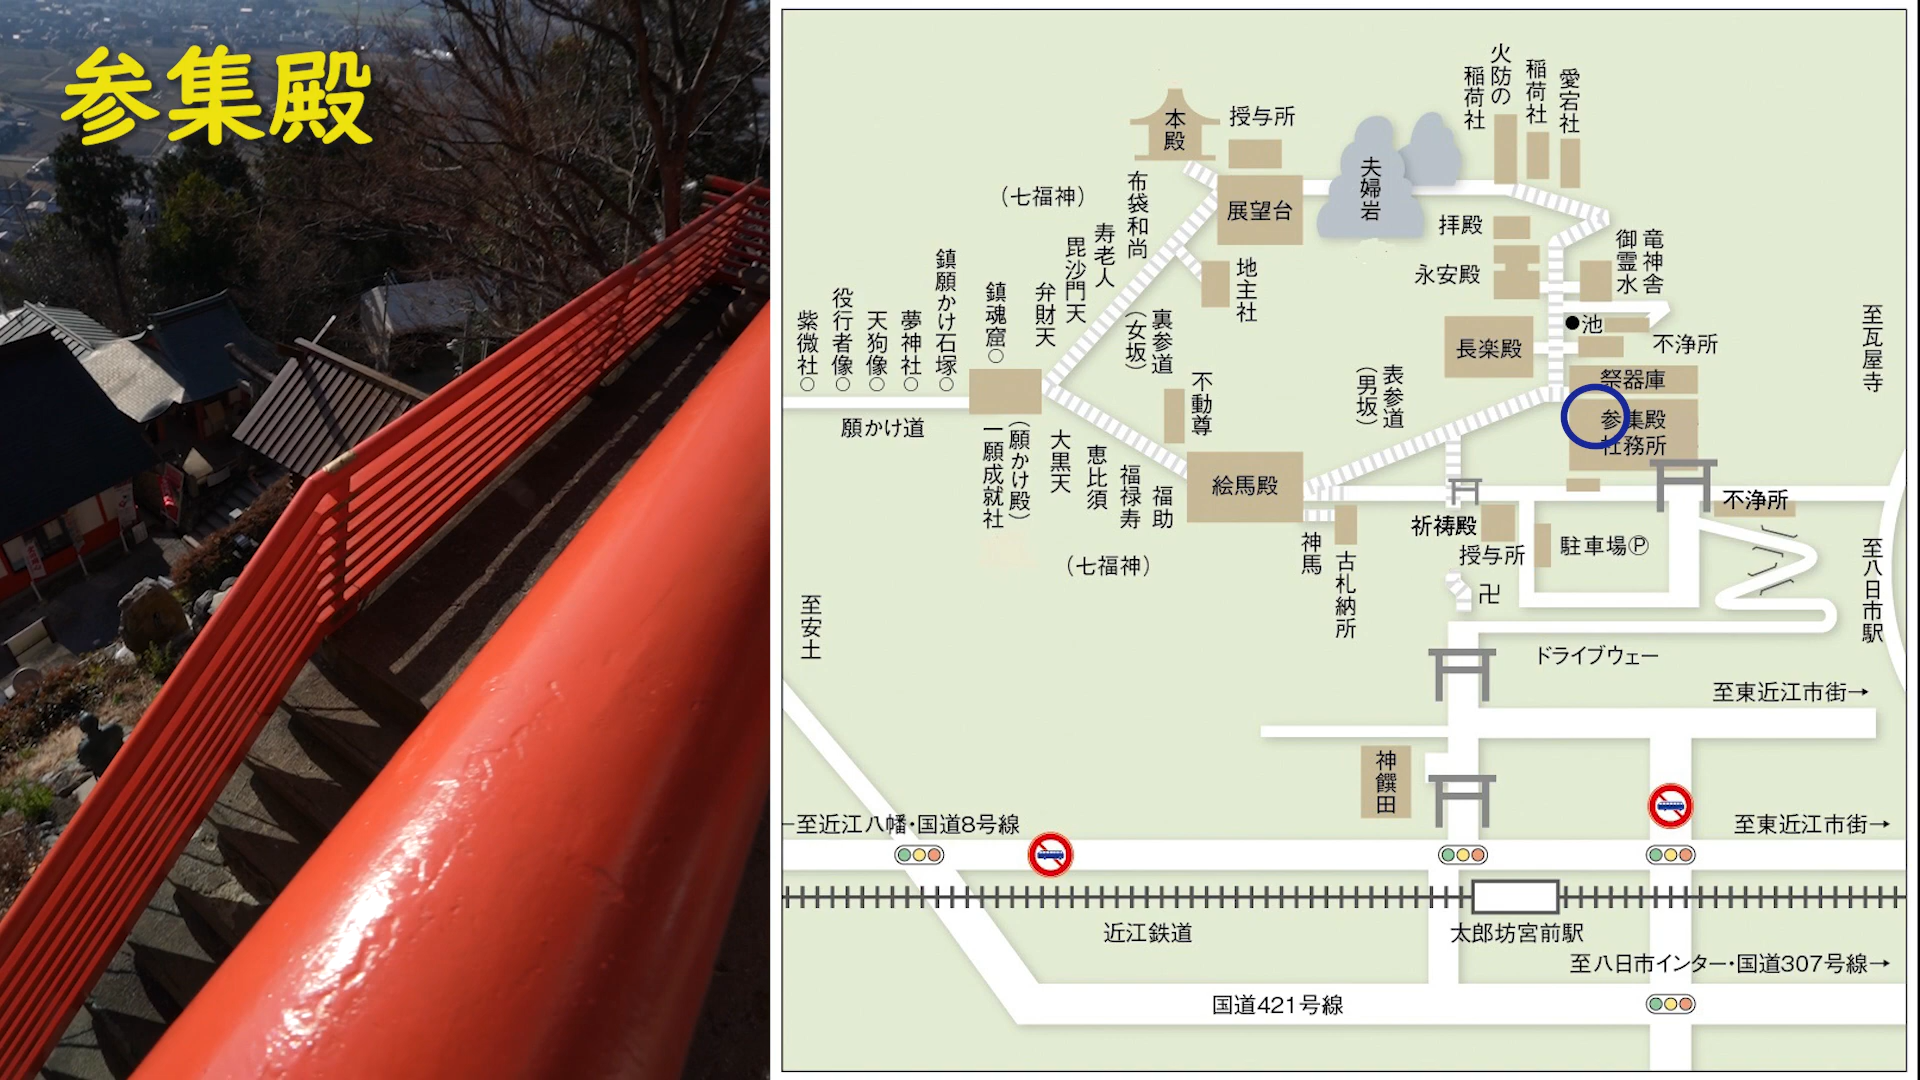 参集殿
本殿
授与所
夫婦岩
火防の
稲荷社
稲荷社
愛宕社
(七福神)
布袋和尚
寿老人
毘沙門天
弁財天
展望台
拝殿
永安殿
御霊水
竜神舎
地主社
鎮魂窟○
鎮願かけ石塚○
夢神社○
天狗像○
役行者像○
紫微社○
裏参道
(女坂)
●池
不浄所
長楽殿
至瓦屋寺
祭器庫
参集殿
社務所
表参道
(男坂)
不動尊
願かけ道
(願かけ殿)
一願成就社
大黒天
恵比須
福禄寿
福助
(七福神)
絵馬殿
神馬
古札納所
祈祷殿
授与所
駐車場Ⓟ
不浄所
卍
至八日市駅
至安土
ドライブウェー
至東近江市街→
神饌田
←至近江八幡・国道8号線
至東近江市街→
近江鉄道
太郎坊宮前駅
至八日市インター・国道307号線→
国道421号線